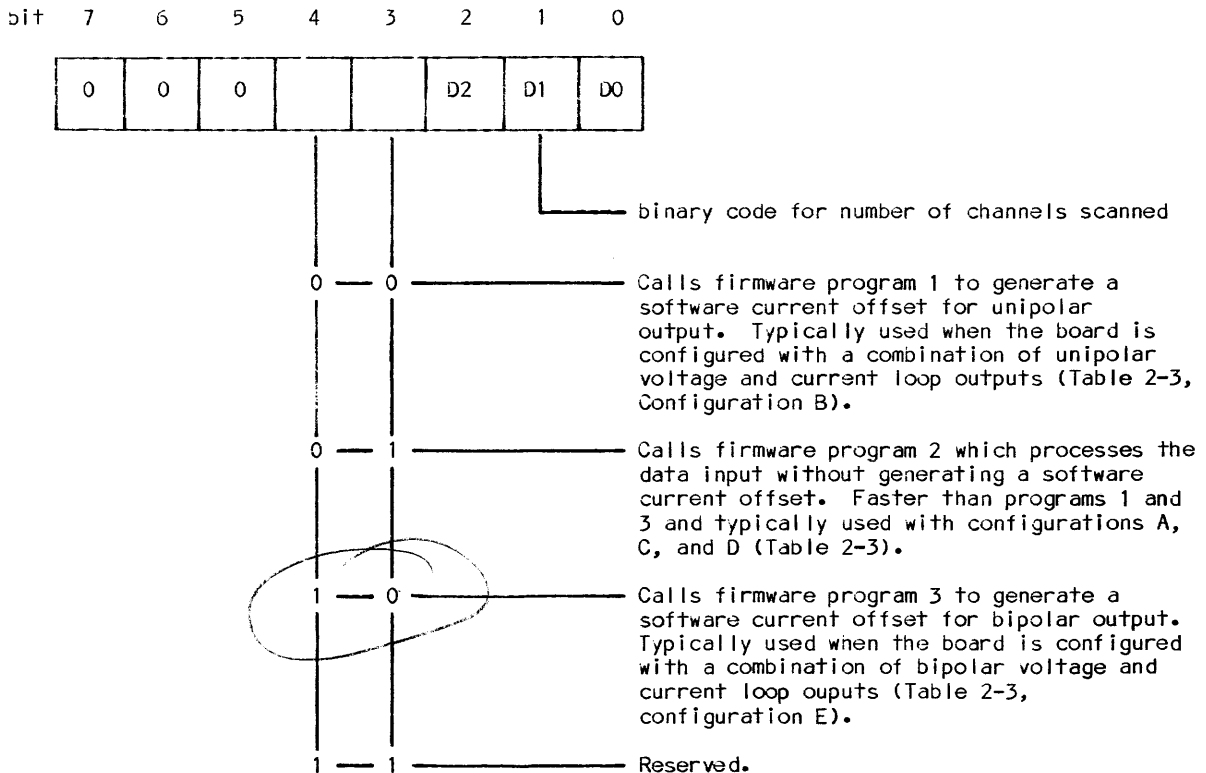 bit 7 6 5 4 3 2 1 0
0 0 0 D2 D1 D0
binary code for number of channels scanned
0 — 0 Calls firmware program 1 to generate a
software current offset for unipolar
output. Typically used when the board is
configured with a combination of unipolar
voltage and current loop outputs (Table 2-3,
Configuration B).
0 — 1 Calls firmware program 2 which processes the
data input without generating a software
current offset. Faster than programs 1 and
3 and typically used with configurations A,
C, and D (Table 2-3).
1 — 0 Calls firmware program 3 to generate a
software current offset for bipolar output.
Typically used when the board is configured
with a combination of bipolar voltage and
current loop ouputs (Table 2-3,
configuration E).
1 — 1 Reserved.